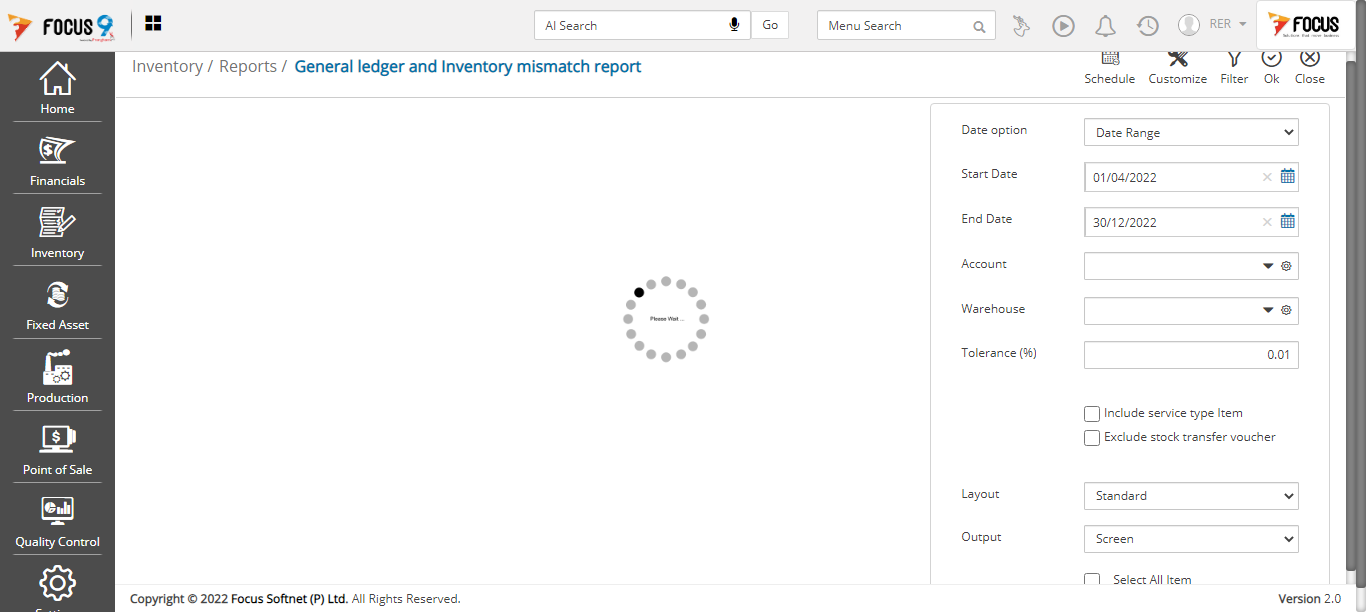 FOCUS 9
AI Search
Go
Menu Search
RER
FOCUS
Inventory / Reports / General ledger and Inventory mismatch report
Schedule
Customize
Filter
Ok
Close
Home
Financials
Inventory
Fixed Asset
Production
Point of Sale
Quality Control
Please Wait ...
Date option
Date Range
Start Date
01/04/2022
End Date
30/12/2022
Account
Warehouse
Tolerance (%)
0.01
Include service type Item
Exclude stock transfer voucher
Layout
Standard
Output
Screen
Select All Item
Copyright © 2022 Focus Softnet (P) Ltd. All Rights Reserved.
Version 2.0